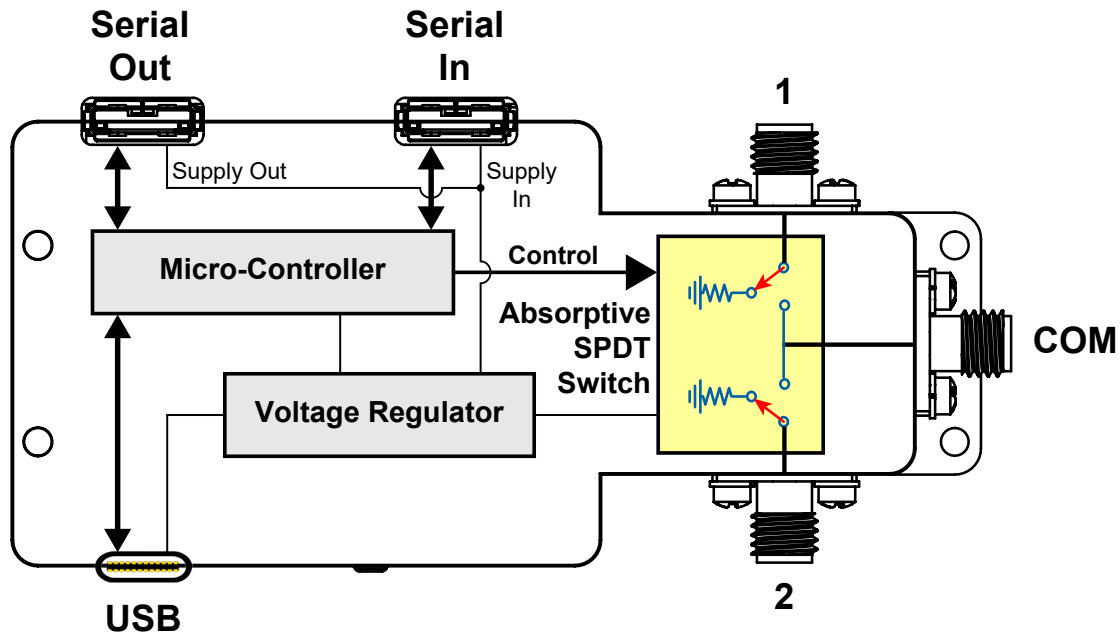 Serial
Out
Serial
In
1
Supply Out
Supply
In
Micro-Controller
Control
Absorptive
SPDT
Switch
COM
Voltage Regulator
2
USB